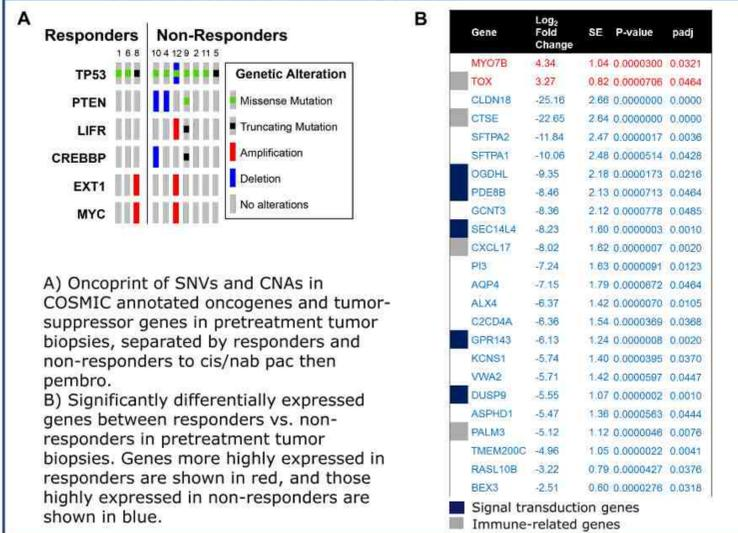 A
Responders Non-Responders
1 6 8 10 4 12 9 2 11 5
TP53
PTEN
LIFR
CREBBP
EXT1
MYC
Genetic Alteration
Missense Mutation
Truncating Mutation
Amplification
Deletion
No alterations
A) Oncoprint of SNVs and CNAs in
COSMIC annotated oncogenes and tumor-
suppressor genes in pretreatment tumor
biopsies, separated by responders and
non-responders to cis/nab pac then
pembro.
B) Significantly differentially expressed
genes between responders vs. non-
responders in pretreatment tumor
biopsies. Genes more highly expressed in
responders are shown in red, and those
highly expressed in non-responders are
shown in blue.
B
Gene Log2 Fold Change SE P-value padj
MYO7B 4.34 1.04 0.0000300 0.0321
TOX 3.27 0.82 0.0000706 0.0464
CLDN18 -25.16 2.66 0.0000000 0.0000
CTSE -22.65 2.64 0.0000000 0.0000
SFTPA2 -11.84 2.47 0.0000017 0.0036
SFTPA1 -10.06 2.48 0.0000514 0.0428
OGDHL -9.35 2.18 0.0000173 0.0216
PDE8B -8.46 2.13 0.0000713 0.0464
GCNT3 -8.36 2.12 0.0000778 0.0485
SEC14L4 -8.23 1.60 0.0000003 0.0010
CXCL17 -8.02 1.62 0.0000007 0.0020
PI3 -7.24 1.63 0.0000091 0.0123
AQP4 -7.15 1.79 0.0000672 0.0464
ALX4 -6.37 1.42 0.0000070 0.0105
C2CD4A -6.36 1.54 0.0000369 0.0368
GPR143 -6.13 1.24 0.0000008 0.0020
KCNS1 -5.74 1.40 0.0000395 0.0370
VWA2 -5.71 1.42 0.0000597 0.0447
DUSP9 -5.55 1.07 0.0000002 0.0010
ASPHD1 -5.47 1.36 0.0000563 0.0444
PALM3 -5.12 1.12 0.0000046 0.0076
TMEM200C -4.96 1.05 0.0000022 0.0041
RASL10B -3.22 0.79 0.0000427 0.0376
BEX3 -2.51 0.60 0.0000276 0.0318
Signal transduction genes
Immune-related genes